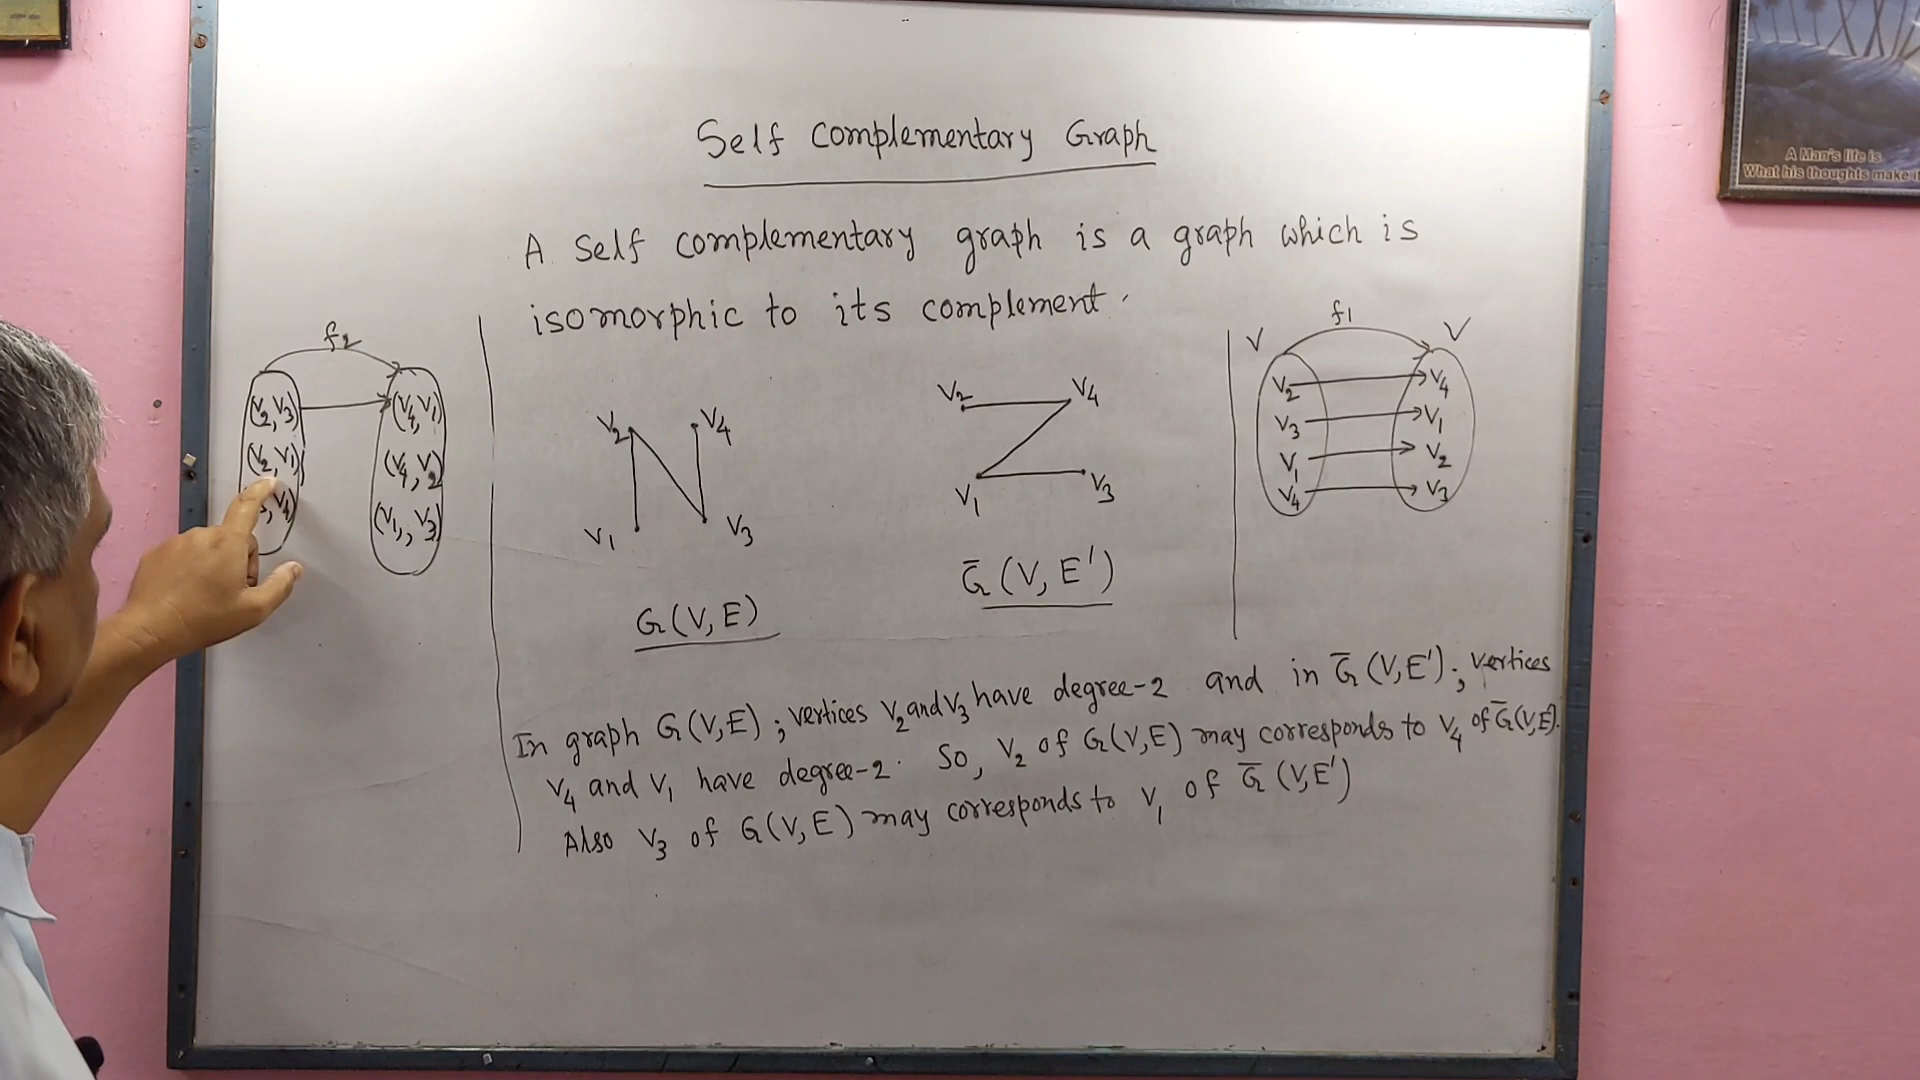 Self Complementary Graph
A Self complementary graph is a graph which is
isomorphic to its complement.
f2
(V2,V3)
(V2,V1)
,V4)
(V4,V1)
(V4,V2)
(V1,V3)
V2
V4
V1
V3
G(V,E)
V2
V4
V1
V3
Ḡ(V,E')
f1
V
V
V2
V3
V1
V4
V4
V1
V2
V3
In graph G(V,E); vertices V2 and V3 have degree-2 and in Ḡ(V,E'); vertices
V4 and V1 have degree-2. So, V2 of G(V,E) may corresponds to V4 of Ḡ(V,E').
Also V3 of G(V,E) may corresponds to V1 of Ḡ(V,E')
A Man's life is
What his thoughts make it